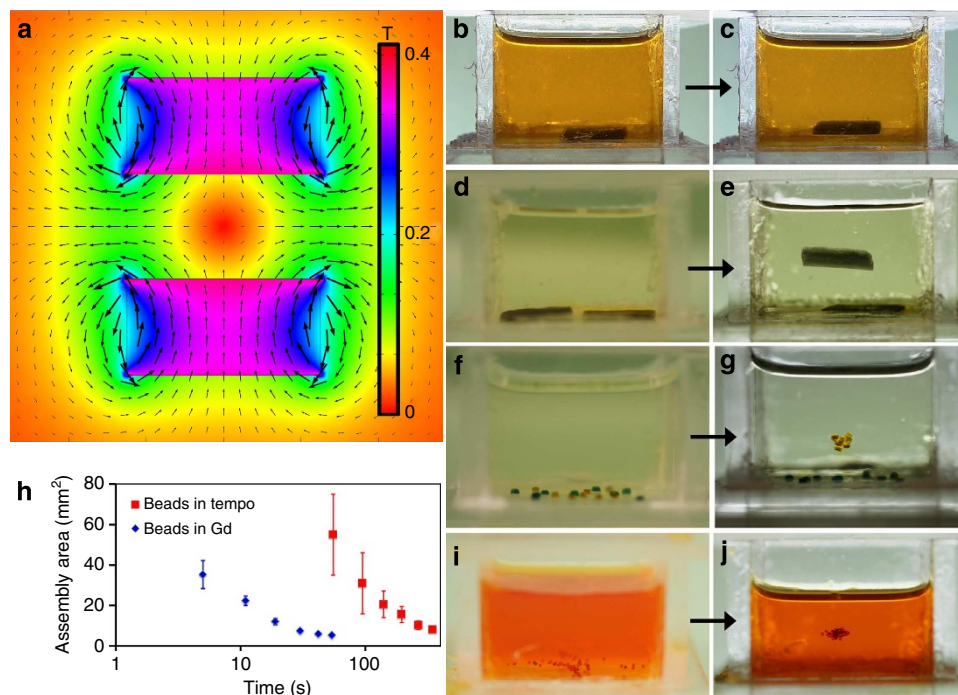 a
T
0.4
0.2
0
b
c
d
e
f
g
h
Assembly area (mm²)
80
60
40
20
0
Beads in tempo
Beads in Gd
1
10
100
Time (s)
i
j